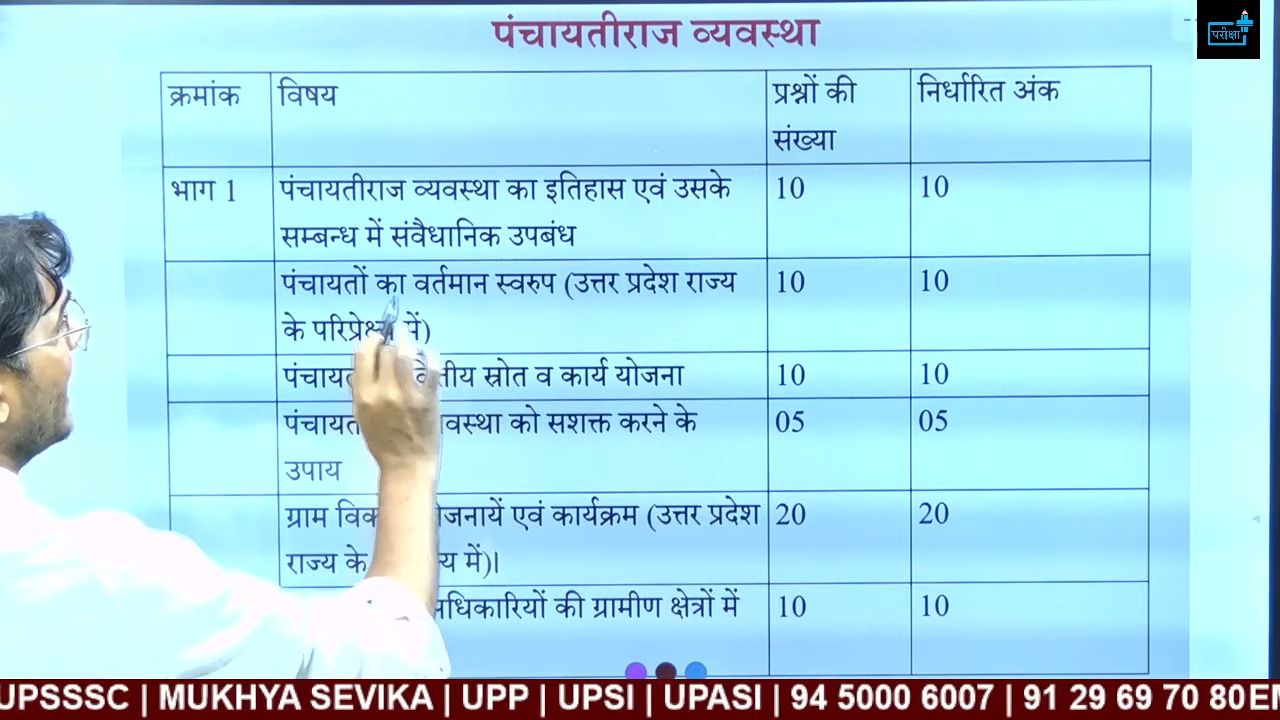 पंचायतीराज व्यवस्था
परीक्षा
क्रमांक विषय प्रश्नों की संख्या निर्धारित अंक
भाग 1 पंचायतीराज व्यवस्था का इतिहास एवं उसके 10 10
सम्बन्ध में संवैधानिक उपबंध
पंचायतों का वर्तमान स्वरुप (उत्तर प्रदेश राज्य 10 10
के परिप्रेक्ष्य में)
स्रोत व कार्य योजना 10 10
को सशक्त करने के 05 05
उपाय
ग्राम एवं कार्यक्रम (उत्तर प्रदेश 20 20
राज्य के में)।
की ग्रामीण क्षेत्रों में 10 10
UPSSSC | MUKHYA SEVIKA | UPP | UPSI | UPASI | 94 5000 6007 | 91 29 69 70 80